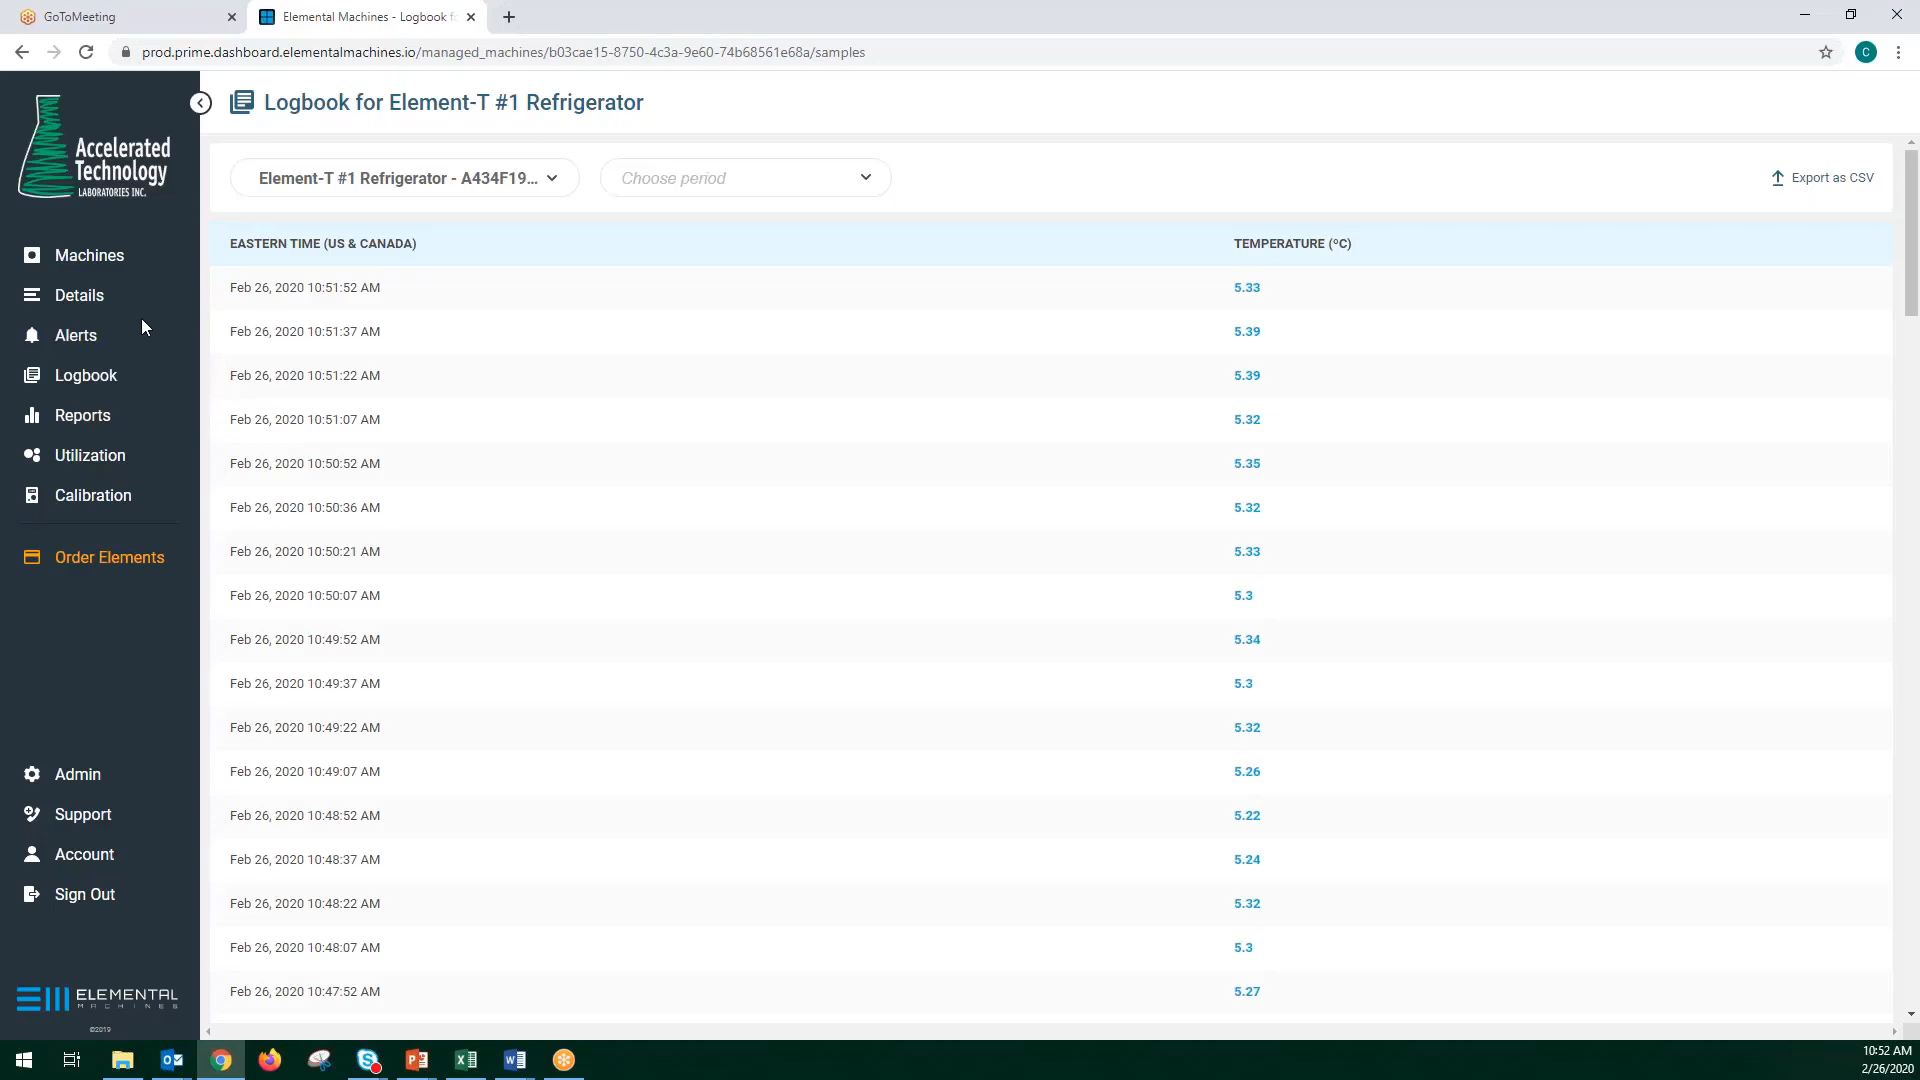 GoToMeeting
Elemental Machines - Logbook f
prod.prime.dashboard.elementalmachines.io/managed_machines/b03cae15-8750-4c3a-9e60-74b68561e68a/samples
C
Accelerated
Technology
LABORATORIES INC.
Machines
Details
Alerts
Logbook
Reports
Utilization
Calibration
Order Elements
Admin
Support
Account
Sign Out
ELEMENTAL
MACHINES
©2019
Logbook for Element-T #1 Refrigerator
Element-T #1 Refrigerator - A434F19... Choose period Export as CSV
EASTERN TIME (US & CANADA) TEMPERATURE (ºC)
Feb 26, 2020 10:51:52 AM 5.33
Feb 26, 2020 10:51:37 AM 5.39
Feb 26, 2020 10:51:22 AM 5.39
Feb 26, 2020 10:51:07 AM 5.32
Feb 26, 2020 10:50:52 AM 5.35
Feb 26, 2020 10:50:36 AM 5.32
Feb 26, 2020 10:50:21 AM 5.33
Feb 26, 2020 10:50:07 AM 5.3
Feb 26, 2020 10:49:52 AM 5.34
Feb 26, 2020 10:49:37 AM 5.3
Feb 26, 2020 10:49:22 AM 5.32
Feb 26, 2020 10:49:07 AM 5.26
Feb 26, 2020 10:48:52 AM 5.22
Feb 26, 2020 10:48:37 AM 5.24
Feb 26, 2020 10:48:22 AM 5.32
Feb 26, 2020 10:48:07 AM 5.3
Feb 26, 2020 10:47:52 AM 5.27
10:52 AM
2/26/2020